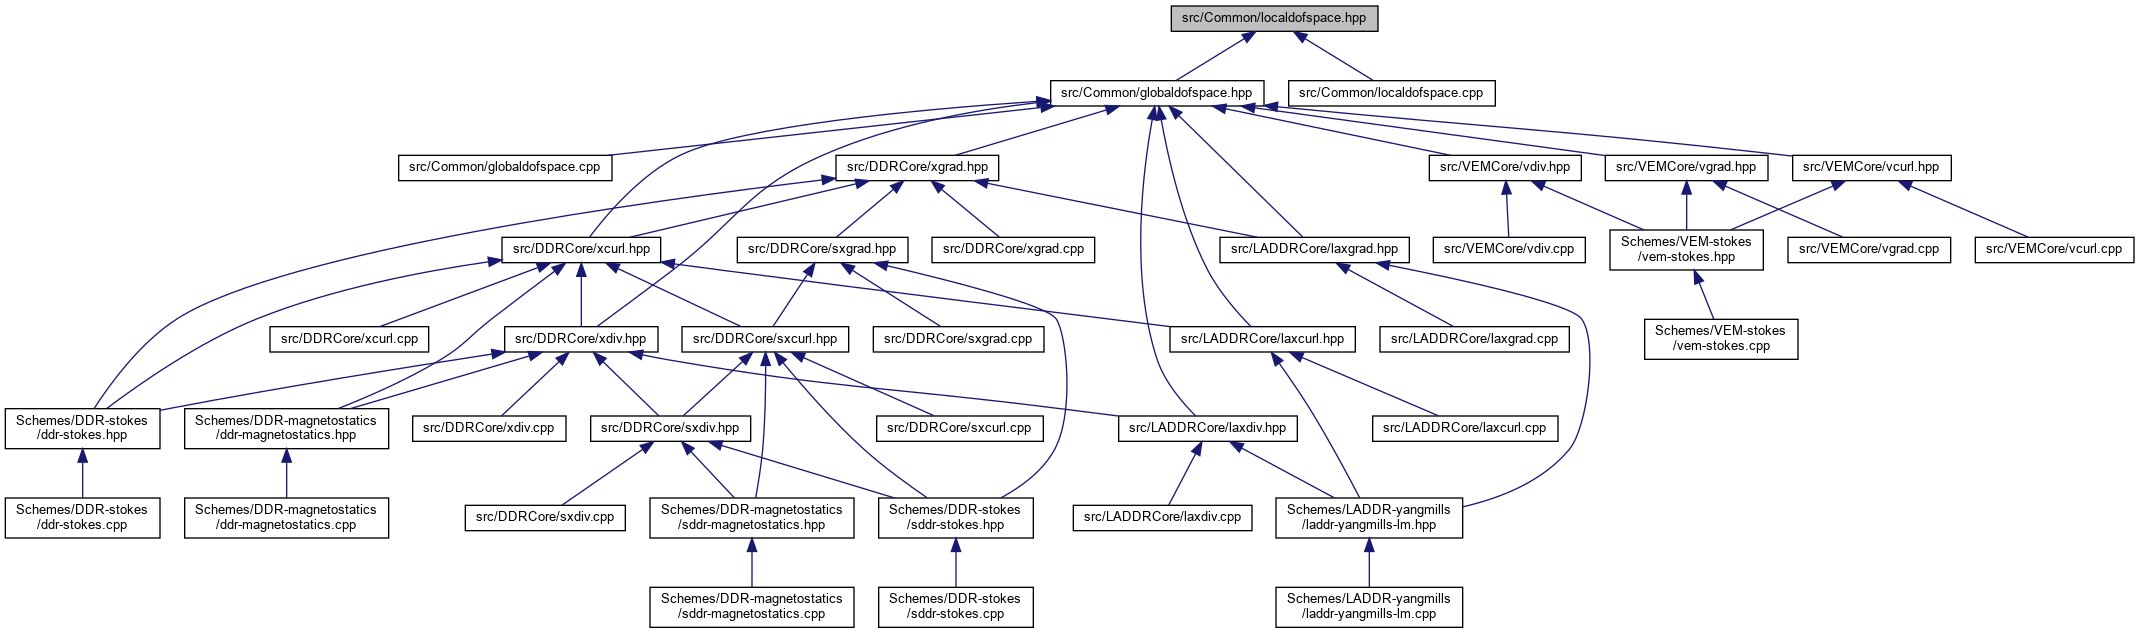 src/Common/localdofspace.hpp
src/Common/globaldofspace.hpp
src/Common/localdofspace.cpp
src/Common/globaldofspace.cpp
src/DDRCore/xgrad.hpp
src/VEMCore/vdiv.hpp
src/VEMCore/vgrad.hpp
src/VEMCore/vcurl.hpp
src/DDRCore/xcurl.hpp
src/DDRCore/sxgrad.hpp
src/DDRCore/xgrad.cpp
src/LADDRCore/laxgrad.hpp
src/VEMCore/vdiv.cpp
Schemes/VEM-stokes
/vem-stokes.hpp
src/VEMCore/vgrad.cpp
src/VEMCore/vcurl.cpp
src/DDRCore/xcurl.cpp
src/DDRCore/xdiv.hpp
src/DDRCore/sxcurl.hpp
src/DDRCore/sxgrad.cpp
src/LADDRCore/laxcurl.hpp
src/LADDRCore/laxgrad.cpp
Schemes/VEM-stokes
/vem-stokes.cpp
Schemes/DDR-stokes
/ddr-stokes.hpp
Schemes/DDR-magnetostatics
/ddr-magnetostatics.hpp
src/DDRCore/xdiv.cpp
src/DDRCore/sxdiv.hpp
src/DDRCore/sxcurl.cpp
src/LADDRCore/laxdiv.hpp
src/LADDRCore/laxcurl.cpp
Schemes/DDR-stokes
/ddr-stokes.cpp
Schemes/DDR-magnetostatics
/ddr-magnetostatics.cpp
src/DDRCore/sxdiv.cpp
Schemes/DDR-magnetostatics
/sddr-magnetostatics.hpp
Schemes/DDR-stokes
/sddr-stokes.hpp
src/LADDRCore/laxdiv.cpp
Schemes/LADDR-yangmills
/laddr-yangmills-lm.hpp
Schemes/DDR-magnetostatics
/sddr-magnetostatics.cpp
Schemes/DDR-stokes
/sddr-stokes.cpp
Schemes/LADDR-yangmills
/laddr-yangmills-lm.cpp